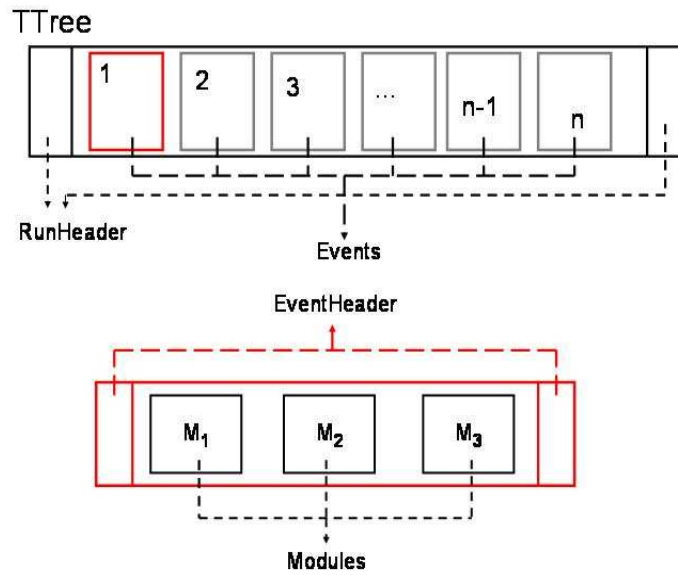 TTree
1 2 3 ... n-1 n
RunHeader
Events
EventHeader
M1 M2 M3
Modules